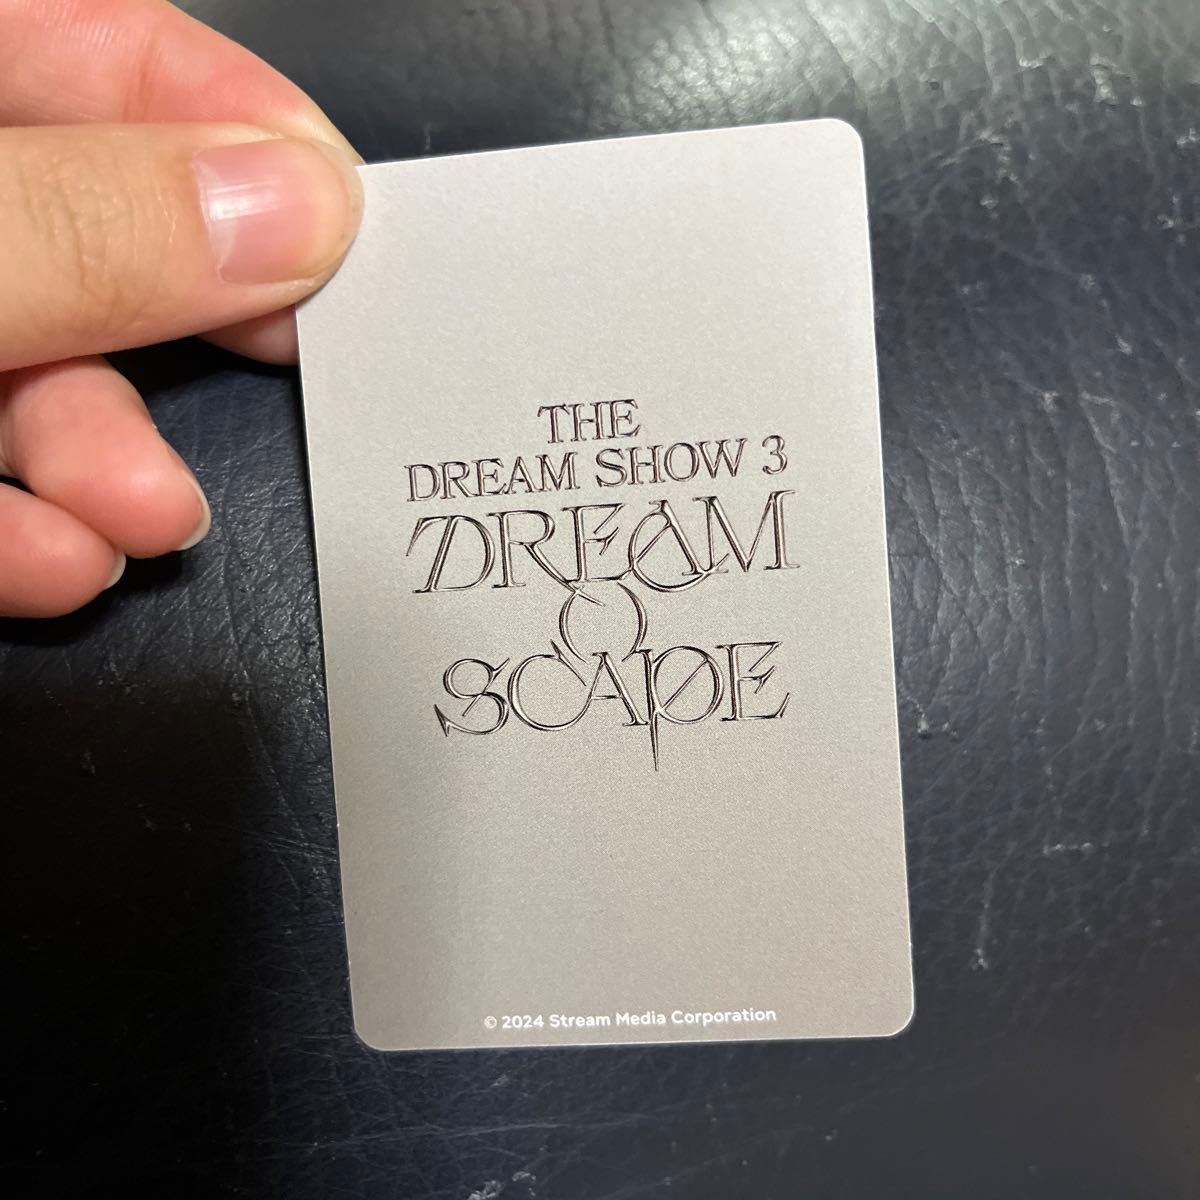 THE
DREAM SHOW 3
DREAM
()
SCAPE
© 2024 Stream Media Corporation